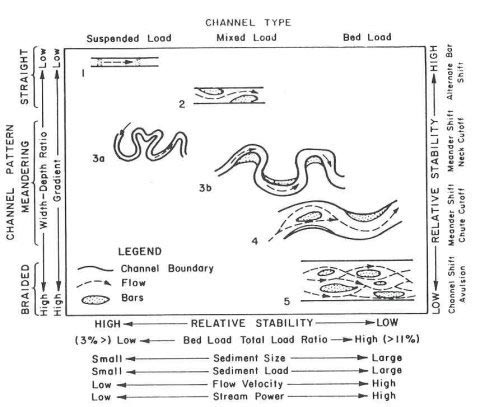 CHANNEL TYPE
Suspended Load Mixed Load Bed Load
CHANNEL PATTERN
STRAIGHT
MEANDERING
BRAIDED
Low Low
Width-Depth Ratio
Gradient
High High
1
2
3a
3b
4
5
LEGEND
Channel Boundary
Flow
Bars
HIGH
RELATIVE STABILITY
LOW
Alternate Bar Shift
Meander Shift Neck Cutoff
Meander Shift Chute Cutoff
Channel Shift Avulsion
HIGH RELATIVE STABILITY LOW
(3% >) Low Bed Load Total Load Ratio High (>11%)
Small Sediment Size Large
Small Sediment Load Large
Low Flow Velocity High
Low Stream Power High